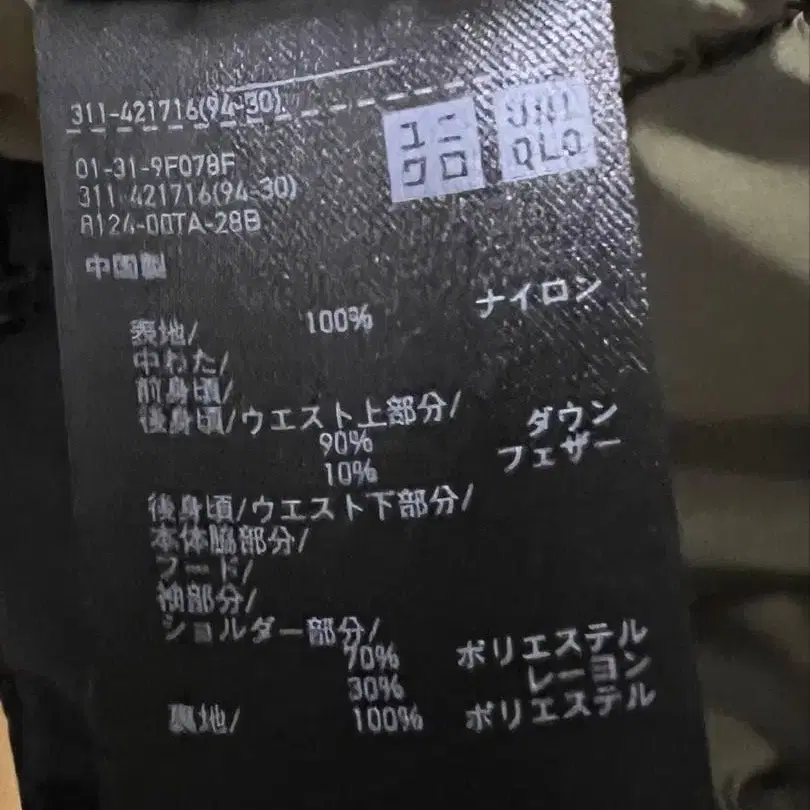 311-421716(94-30)
ユニ
クロ
UNI
QLO
01-31-9F078F
311-421716(94-30)
A124-00TA-28B
中国製
表地/ 100% ナイロン
中わた/
前身頃/
後身頃/ウエスト上部分/
90% ダウン
10% フェザー
後身頃/ウエスト下部分/
本体脇部分/
フード/
袖部分/
ショルダー部分/
70% ポリエステル
30% レーヨン
裏地/ 100% ポリエステル